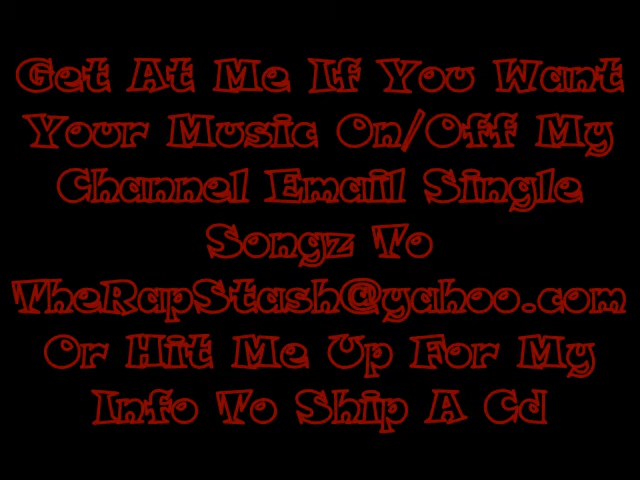 Get At Me If You Want
Your Music On/Off My
Channel Email Single
Songz To
TheRapStash@yahoo.com
Or Hit Me Up For My
Info To Ship A Cd